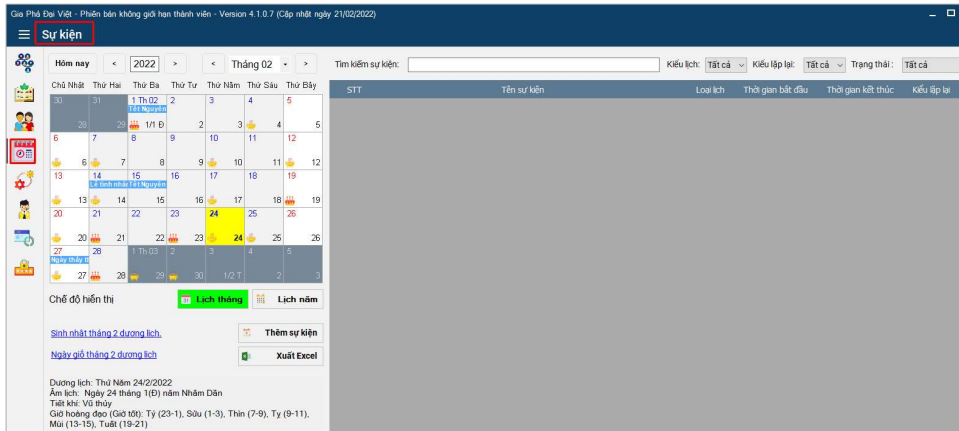 Gia Phả Đại Việt - Phiên bản không giới hạn thành viên - Version 4.1.0.7 (Cập nhật ngày 21/02/2022)
Sự kiện
Hôm nay < 2022 > < Tháng 02 >
Tìm kiếm sự kiện: Kiểu lịch: Tất cả Kiểu lặp lại: Tất cả Trạng thái: Tất cả
Chủ Nhật Thứ Hai Thứ Ba Thứ Tư Thứ Năm Thứ Sáu Thứ Bảy
STT Tên sự kiện Loại lịch Thời gian bắt đầu Thời gian kết thúc Kiểu lặp lại
30 31 1 Th 02 2 3 4 5
Tết Nguyên
28 29 1/1 Đ 2 3 4 5
6 7 8 9 10 11 12
6 7 8 9 10 11 12
13 14 15 16 17 18 19
Lễ tình nhân Tết Nguyên
13 14 15 16 17 18 19
20 21 22 23 24 25 26
20 21 22 23 24 25 26
27 28 1 Th 03 2 3 4 5
Ngày thầy th
27 28 29 30 1/2 T 2 3
Chế độ hiển thị Lịch tháng Lịch năm
Sinh nhật tháng 2 dương lịch. Thêm sự kiện
Ngày giỗ tháng 2 dương lịch Xuất Excel
Dương lịch: Thứ Năm 24/2/2022
Âm lịch: Ngày 24 tháng 1(Đ) năm Nhâm Dần
Tiết khí: Vũ thủy
Giờ hoàng đạo (Giờ tốt): Tý (23-1), Sửu (1-3), Thìn (7-9), Tỵ (9-11),
Mùi (13-15), Tuất (19-21)